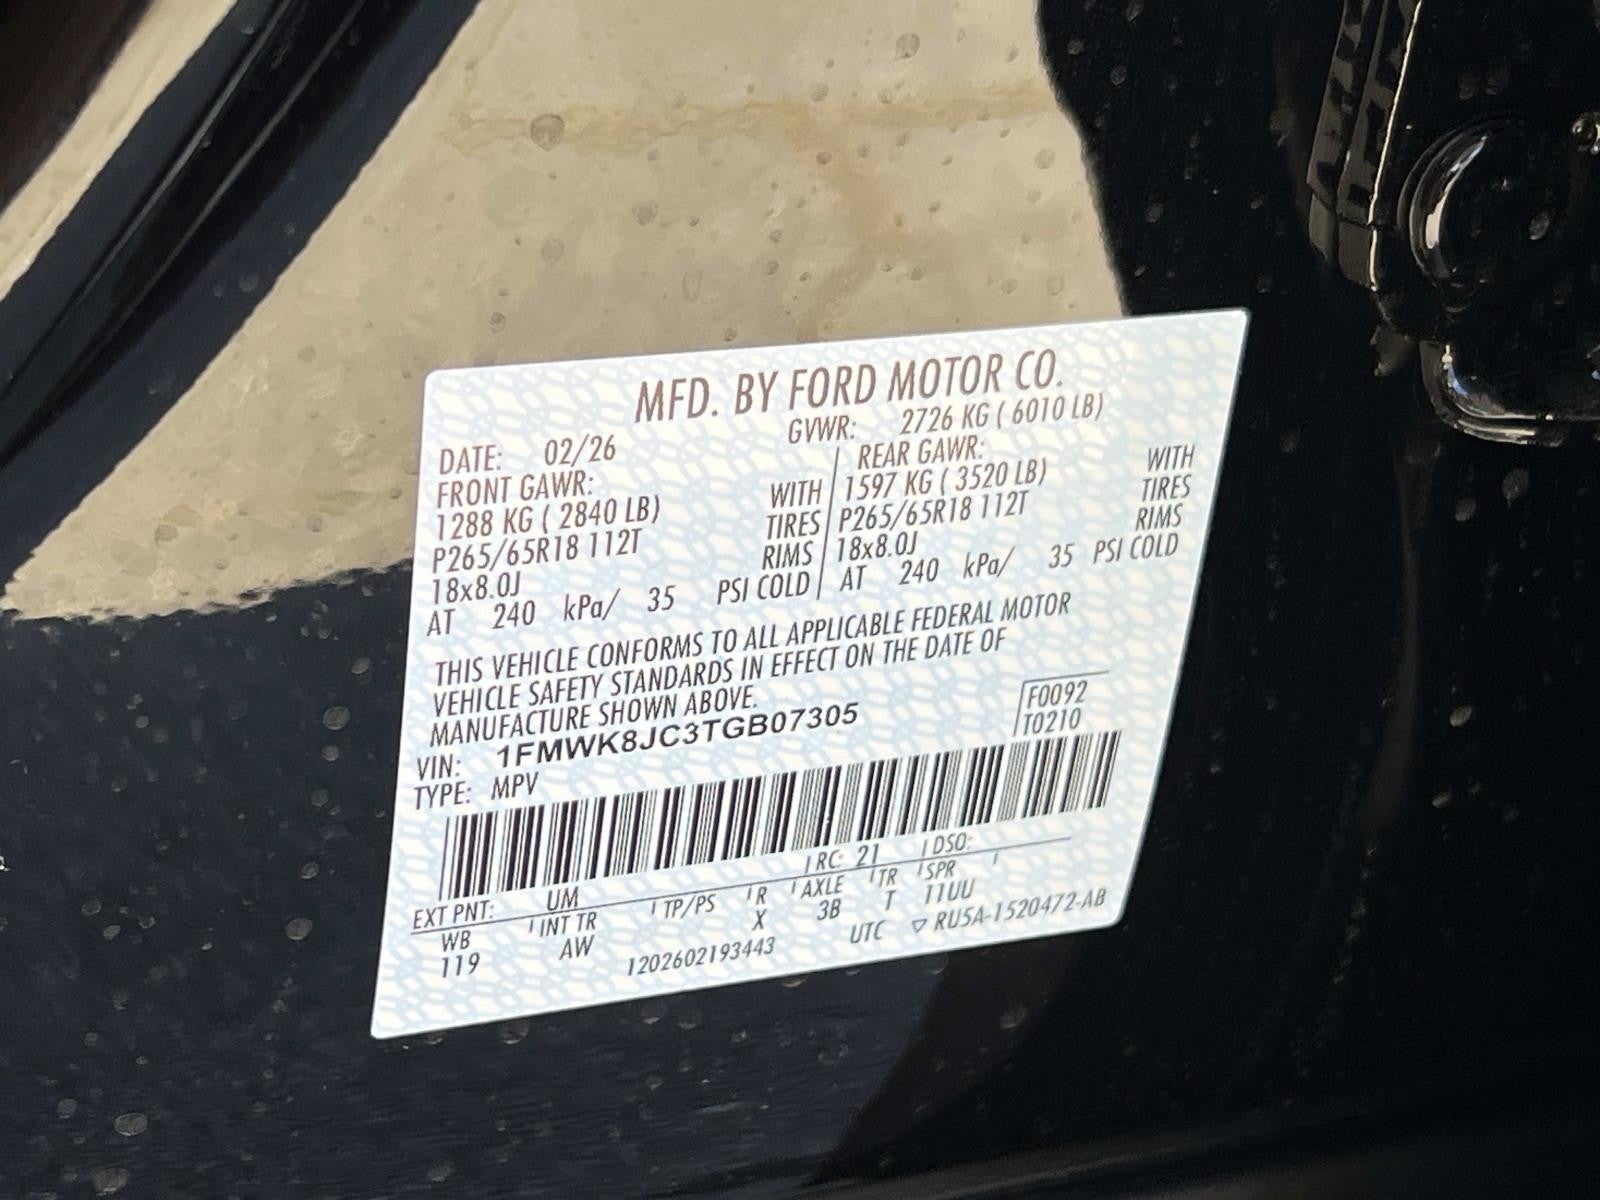 MFD. BY FORD MOTOR CO.
DATE: 02/26 GVWR: 2726 KG ( 6010 LB)
FRONT GAWR: REAR GAWR:
1288 KG ( 2840 LB) WITH 1597 KG ( 3520 LB) WITH
P265/65R18 112T TIRES P265/65R18 112T TIRES
18x8.0J RIMS 18x8.0J RIMS
AT 240 kPa/ 35 PSI COLD AT 240 kPa/ 35 PSI COLD
THIS VEHICLE CONFORMS TO ALL APPLICABLE FEDERAL MOTOR
VEHICLE SAFETY STANDARDS IN EFFECT ON THE DATE OF
MANUFACTURE SHOWN ABOVE.
VIN: 1FMWK8JC3TGB07305 F0092
TYPE: MPV T0210
EXT PNT: UM RC: 21 DSO:
WB INT TR TP/PS R AXLE TR SPR
119 AW X 3B T 11UU
1202602193443 UTC ▽ RU5A-1520472-AB